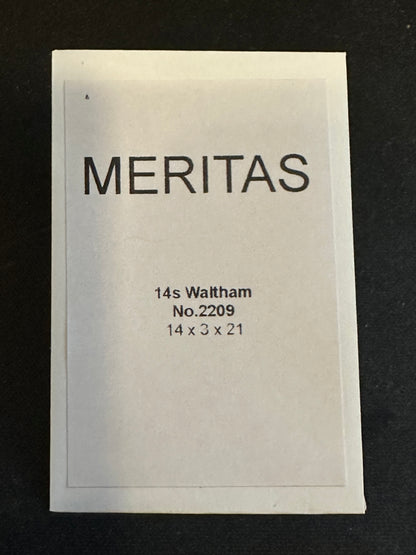 MERITAS
14s Waltham
No.2209
14 x 3 x 21